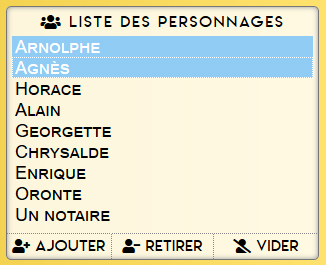 LISTE DES PERSONNAGES
ARNOLPHE
AGNÈS
HORACE
ALAIN
GEORGETTE
CHRYSALDE
ENRIQUE
ORONTE
UN NOTAIRE
AJOUTER RETIRER VIDER